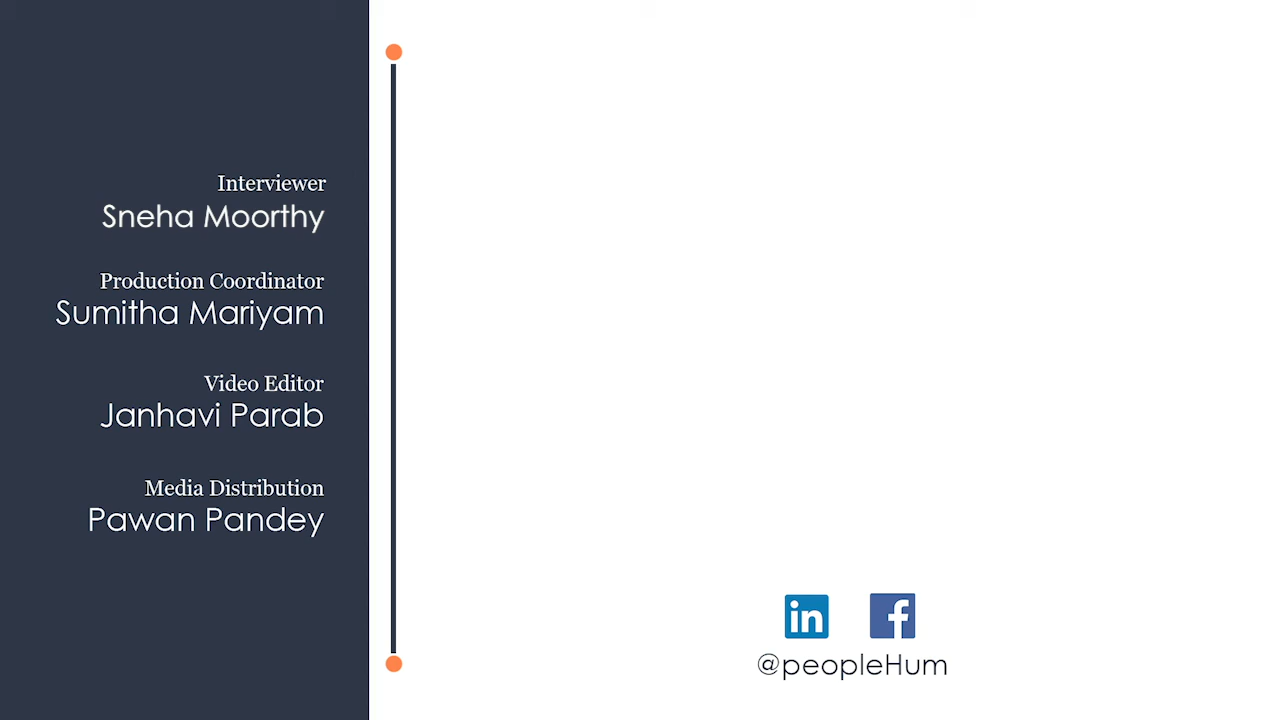 Interviewer
Sneha Moorthy
Production Coordinator
Sumitha Mariyam
Video Editor
Janhavi Parab
Media Distribution
Pawan Pandey
in f
@peopleHum